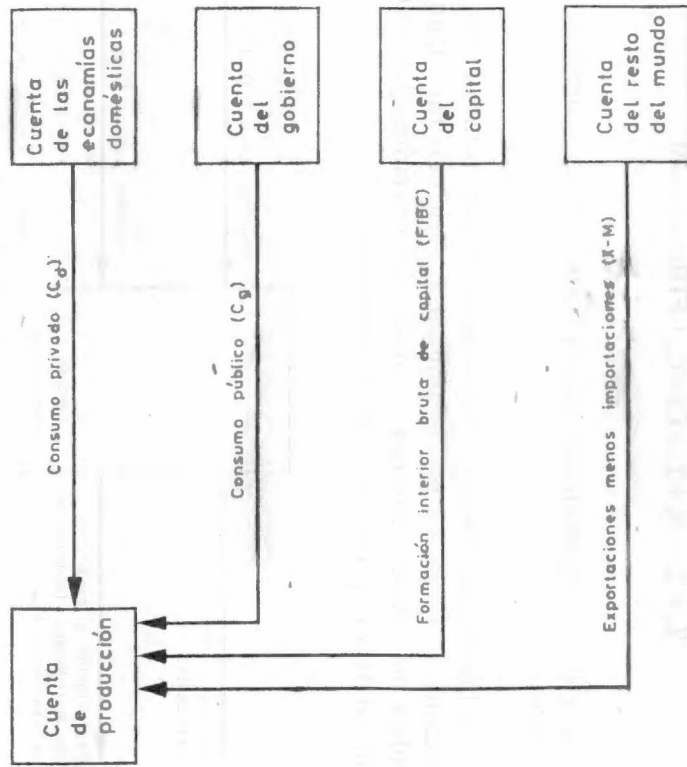 Cuenta
de las
econamías
domésticas
Cuenta
del
gobierno
Cuenta
del
capital
Cuenta
del resto
del mundo
Consumo privado (Cd)
Consumo público (Cg)
Formación interior bruta de capital (FIBC)
Exportaciones menos importaciones (X-M)
Cuenta
de
producción